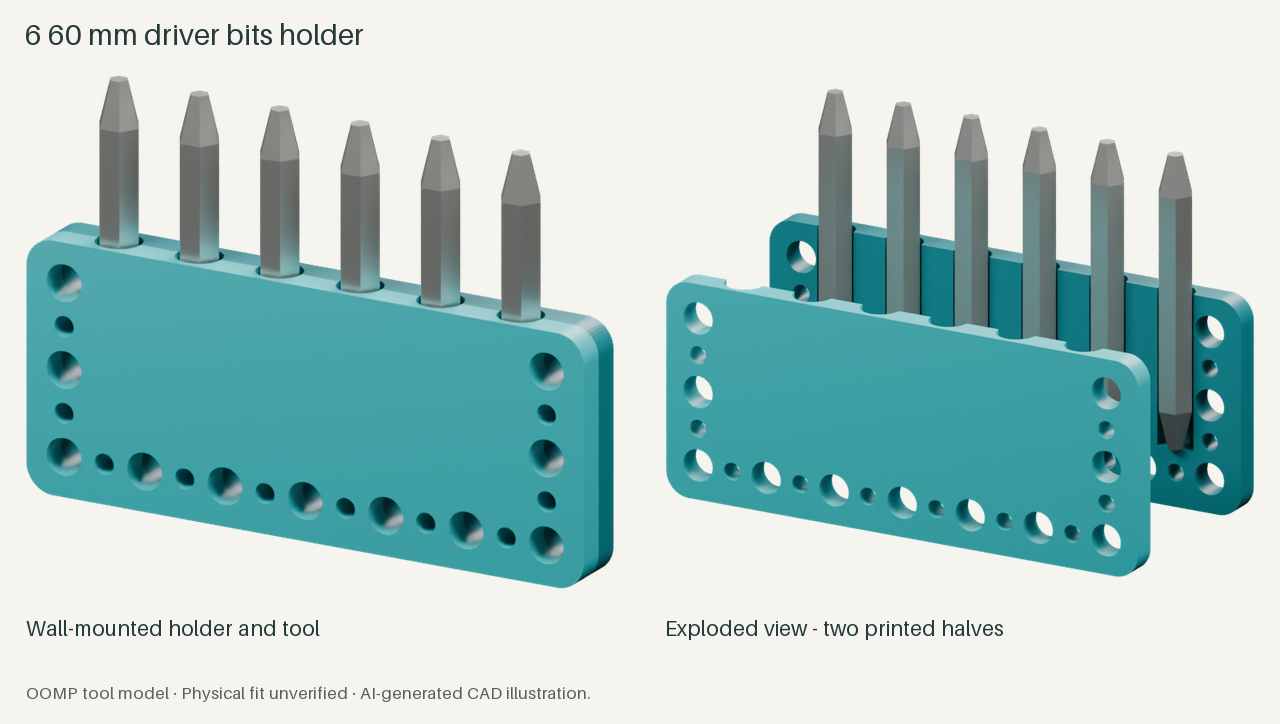 6 60 mm driver bits holder
Wall-mounted holder and tool
Exploded view - two printed halves
OOMP tool model · Physical fit unverified · AI-generated CAD illustration.